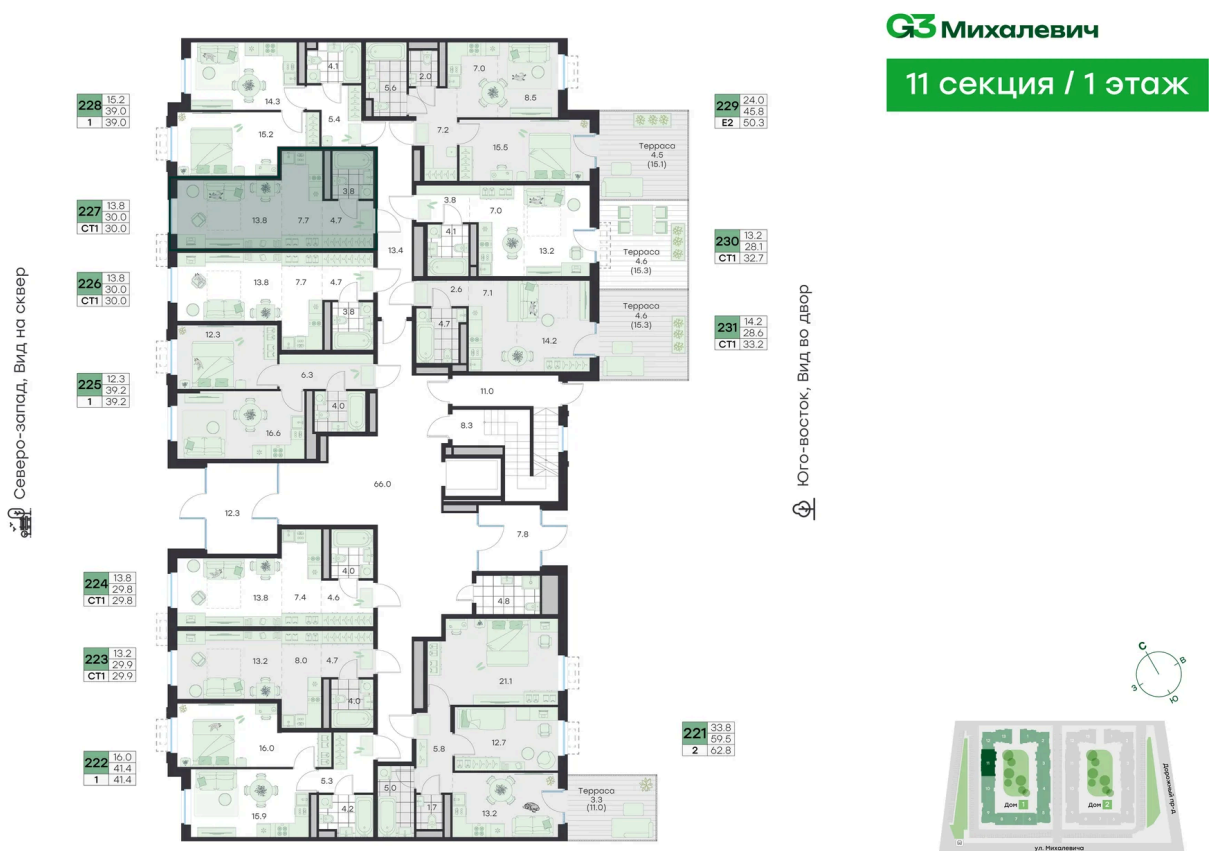 G3 Михалевич
11 секция / 1 этаж
228 15.2
39.0
1 39.0
227 13.8
30.0
СТ1 30.0
226 13.8
30.0
СТ1 30.0
225 12.3
39.2
1 39.2
224 13.8
29.8
СТ1 29.8
223 13.2
29.9
СТ1 29.9
222 16.0
41.4
1 41.4
229 24.0
45.8
Е2 50.3
230 13.2
28.1
СТ1 32.7
231 14.2
28.6
СТ1 33.2
221 33.8
59.5
2 62.8
Северо-запад, Вид на сквер
Юго-восток, Вид во двор
4.1
14.3
5.4
15.2
5.6
2.0
7.0
8.5
7.2
15.5
Терраса
4.5
(15.1)
3.8
13.8 7.7 4.7
3.8
7.0
4.1
13.2
Терраса
4.6
(15.3)
13.4
13.8 7.7 4.7
3.8
2.6
7.1
4.7
14.2
Терраса
4.6
(15.3)
12.3
6.3
4.0
16.6
11.0
8.3
66.0
12.3
7.8
4.0
13.8 7.4 4.6
4.8
13.2 8.0 4.7
4.0
21.1
16.0
5.3
4.2
15.9
5.8
12.7
5.0
1.7
13.2
Терраса
3.3
(11.0)
С
В
З
Ю
Дом 1
Дом 2
Дорожный пр-д
ул. Михалевича